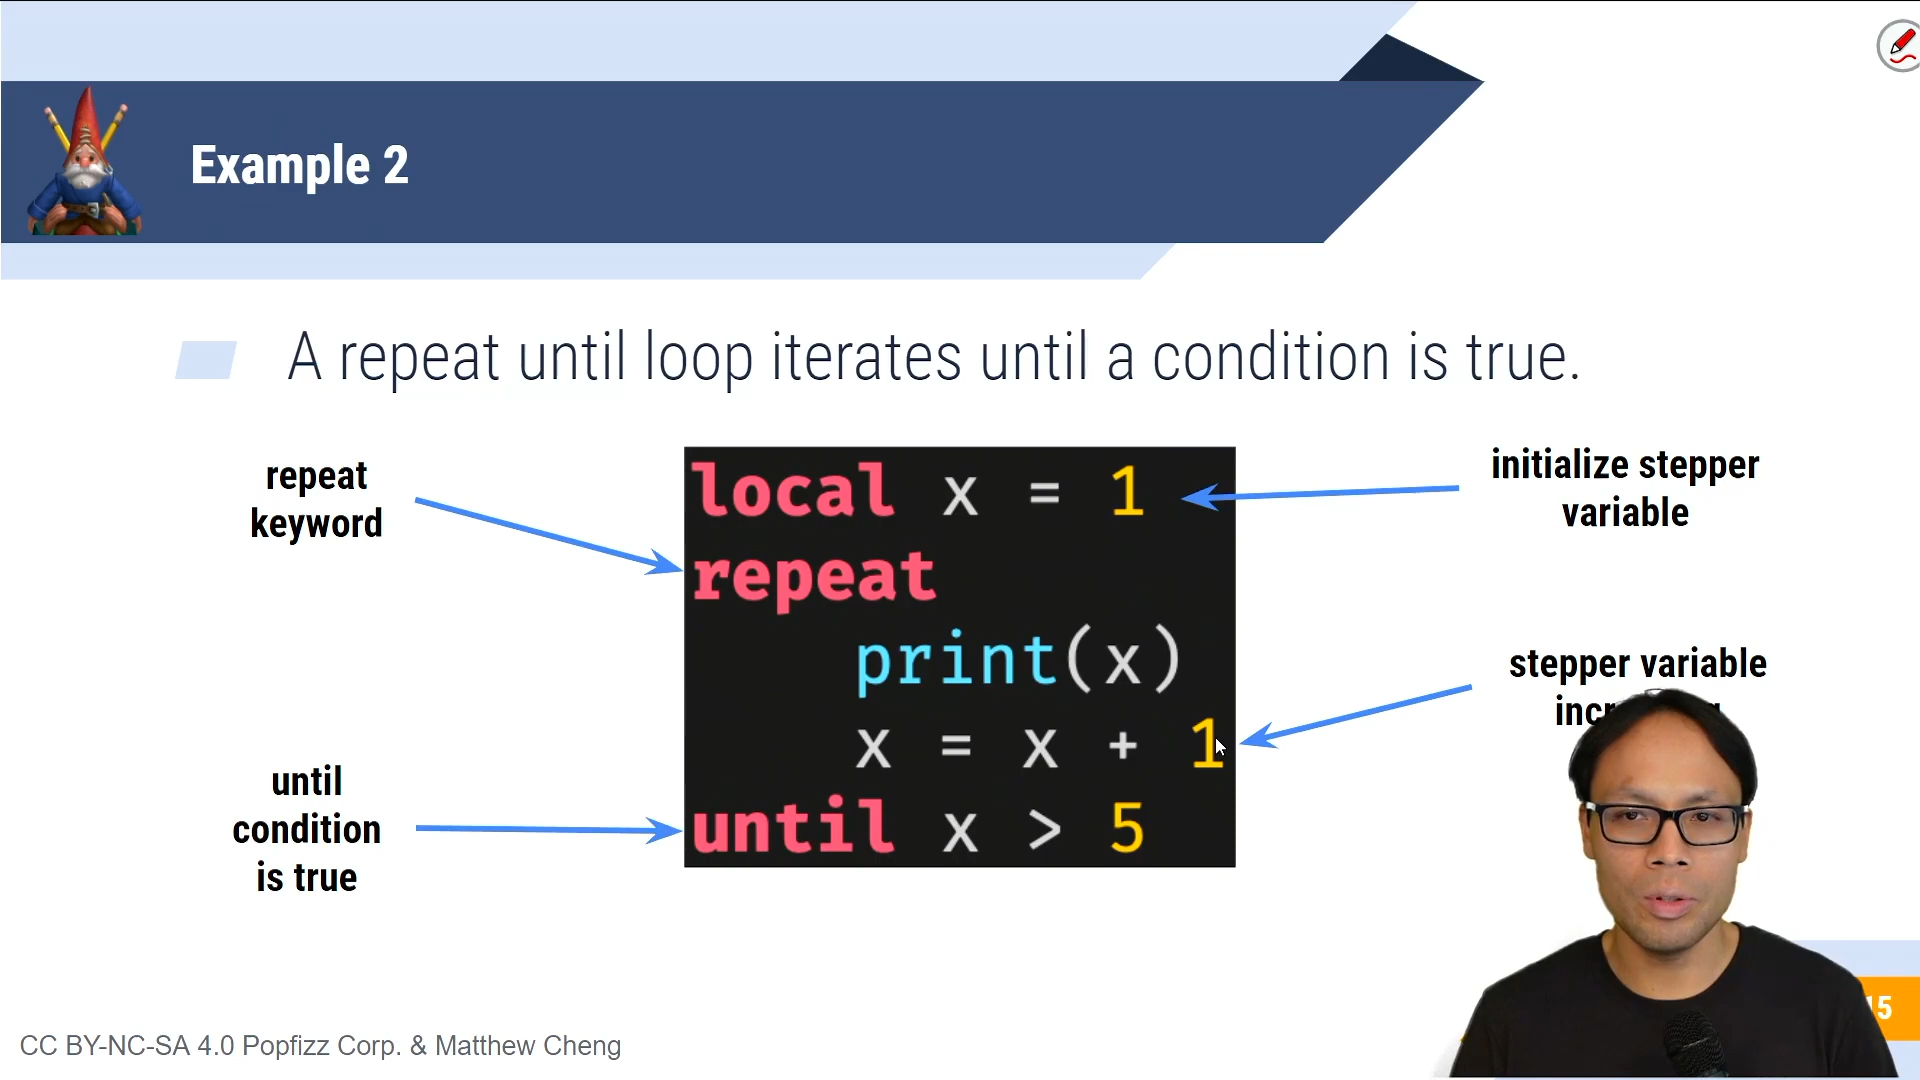 Example 2
A repeat until loop iterates until a condition is true.
repeat
keyword
until
condition
is true
local x = 1
repeat
print(x)
x = x + 1
until x > 5
initialize stepper
variable
stepper variable
15
CC BY-NC-SA 4.0 Popfizz Corp. & Matthew Cheng